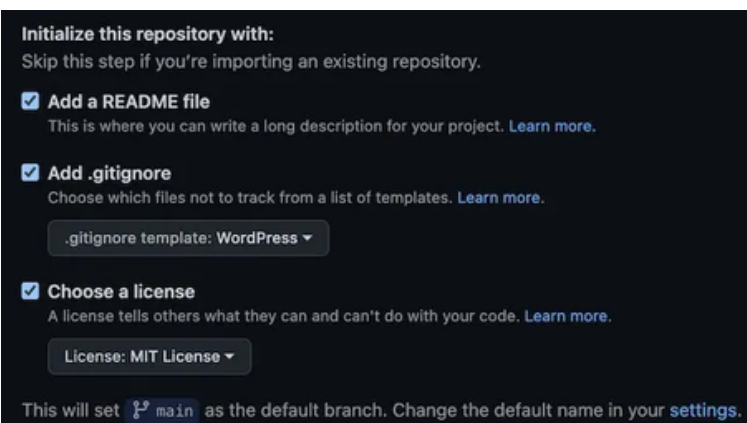 Initialize this repository with:
Skip this step if you're importing an existing repository.
Add a README file
This is where you can write a long description for your project. Learn more.
Add .gitignore
Choose which files not to track from a list of templates. Learn more.
.gitignore template: WordPress
Choose a license
A license tells others what they can and can't do with your code. Learn more.
License: MIT License
This will set main as the default branch. Change the default name in your settings.